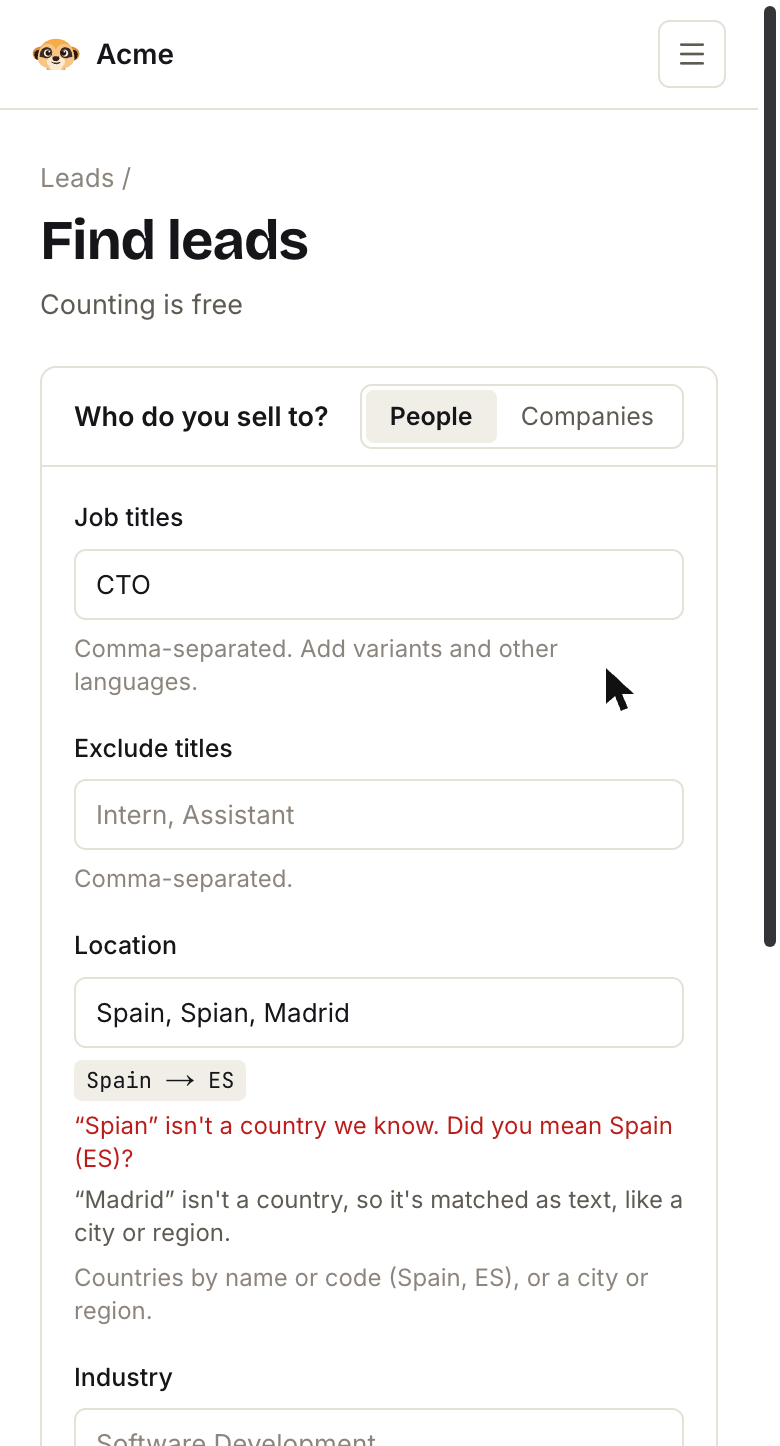 Acme
Leads /
Find leads
Counting is free
Who do you sell to?
People
Companies
Job titles
CTO
Comma-separated. Add variants and other
languages.
Exclude titles
Intern, Assistant
Comma-separated.
Location
Spain, Spian, Madrid
Spain → ES
“Spian” isn't a country we know. Did you mean Spain
(ES)?
“Madrid” isn't a country, so it's matched as text, like a
city or region.
Countries by name or code (Spain, ES), or a city or
region.
Industry
Software Development